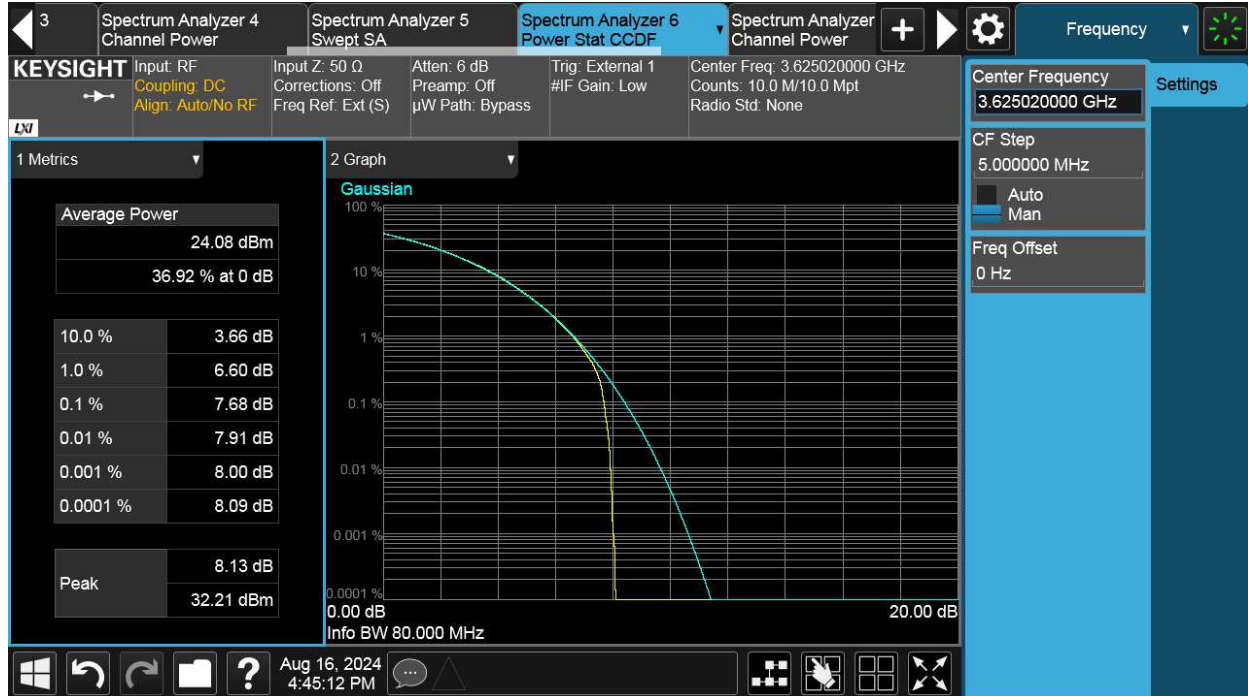 3
Spectrum Analyzer 4
Channel Power
Spectrum Analyzer 5
Swept SA
Spectrum Analyzer 6
Power Stat CCDF
Spectrum Analyzer
Channel Power
+
Frequency
KEYSIGHT
LXI
Input: RF
Coupling: DC
Align: Auto/No RF
Input Z: 50 Ω
Corrections: Off
Freq Ref: Ext (S)
Atten: 6 dB
Preamp: Off
µW Path: Bypass
Trig: External 1
#IF Gain: Low
Center Freq: 3.625020000 GHz
Counts: 10.0 M/10.0 Mpt
Radio Std: None
Center Frequency
3.625020000 GHz
Settings
CF Step
5.000000 MHz
Auto
Man
Freq Offset
0 Hz
1 Metrics
Average Power
24.08 dBm
36.92 % at 0 dB
10.0 % 3.66 dB
1.0 % 6.60 dB
0.1 % 7.68 dB
0.01 % 7.91 dB
0.001 % 8.00 dB
0.0001 % 8.09 dB
Peak
8.13 dB
32.21 dBm
2 Graph
Gaussian
100 %
10 %
1 %
0.1 %
0.01 %
0.001 %
0.0001 %
0.00 dB 20.00 dB
Info BW 80.000 MHz
?
Aug 16, 2024
4:45:12 PM